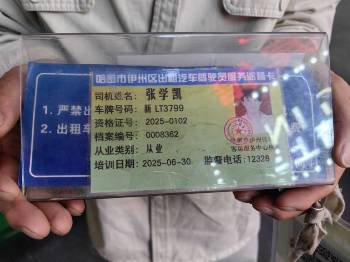 哈密市伊州区出租汽车驾驶员服务监督卡
司机姓名: 张学凯
车牌号码: 新 LT3799
资格证号: 2025-0102
档案编号: 0008362
从业类别: 从业
培训日期: 2025-06-30 监督电话: 12328
1. 严禁
2. 出租车